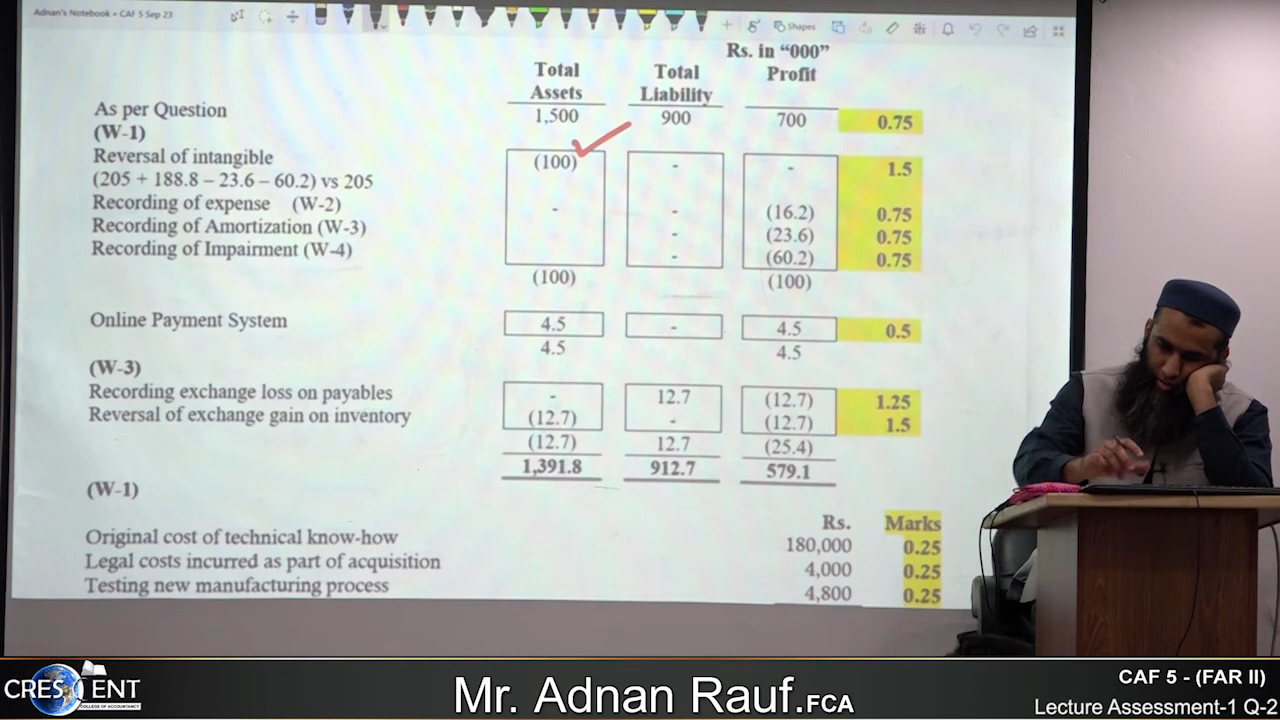 Adnan's Notebook » CAF 5 Sep 23
Shapes
Rs. in “000”
Total Assets Total Liability Profit
As per Question 1,500 900 700 0.75
(W-1)
Reversal of intangible (100) - - 1.5
(205 + 188.8 – 23.6 – 60.2) vs 205
Recording of expense (W-2) - - (16.2) 0.75
Recording of Amortization (W-3) - (23.6) 0.75
Recording of Impairment (W-4) - (60.2) 0.75
(100) (100)
Online Payment System 4.5 - 4.5 0.5
4.5 4.5
(W-3)
Recording exchange loss on payables - 12.7 (12.7) 1.25
Reversal of exchange gain on inventory (12.7) - (12.7) 1.5
(12.7) 12.7 (25.4)
1,391.8 912.7 579.1
(W-1)
Rs. Marks
Original cost of technical know-how 180,000 0.25
Legal costs incurred as part of acquisition 4,000 0.25
Testing new manufacturing process 4,800 0.25
CRESCENT
COLLEGE OF ACCOUNTANCY
Mr. Adnan Rauf.FCA
CAF 5 - (FAR II)
Lecture Assessment-1 Q-2